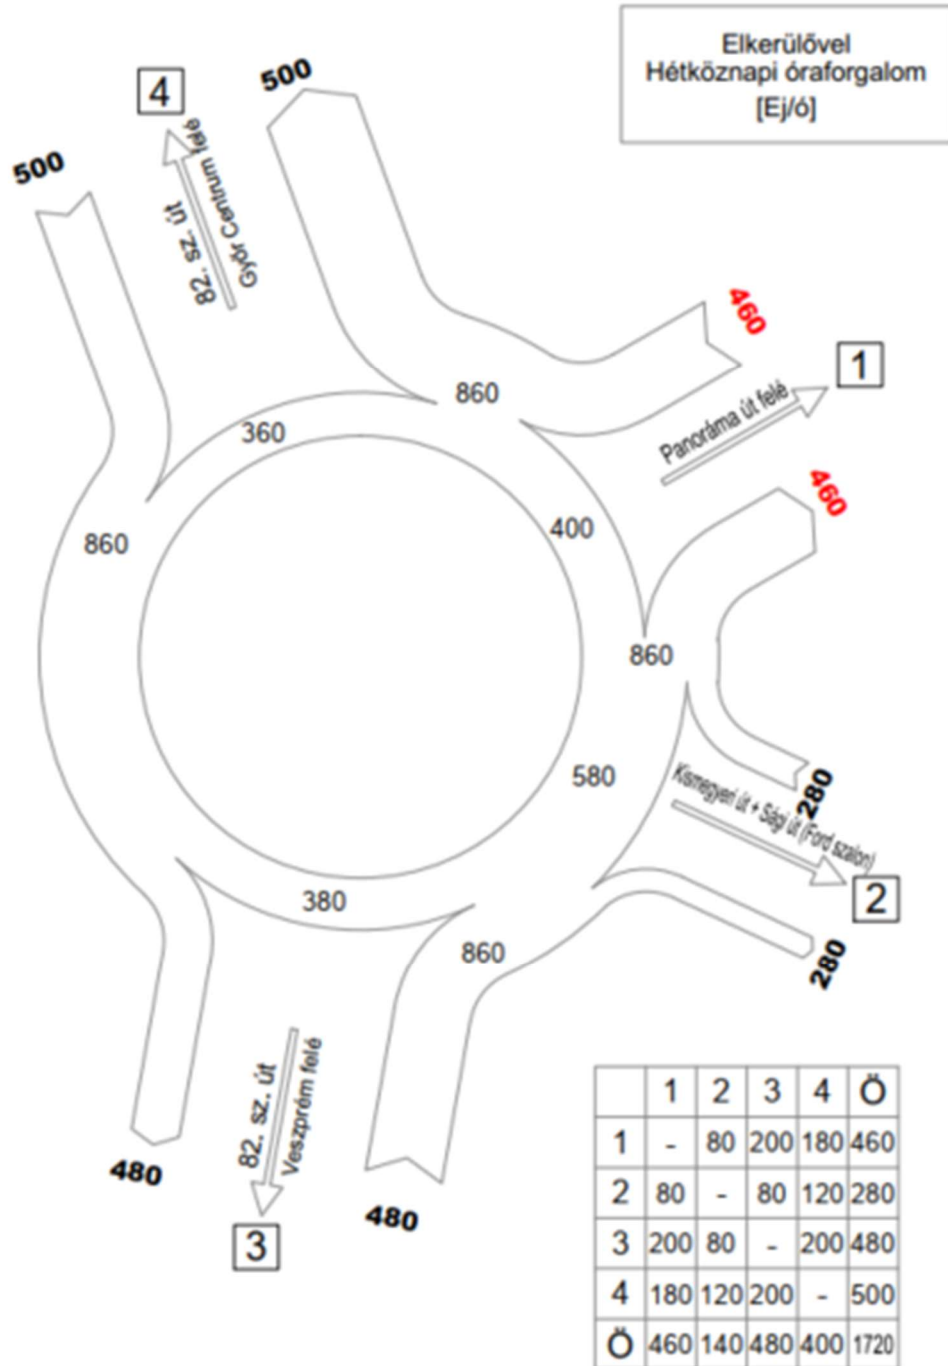 Elkerülővel
Hétköznapi óraforgalom
[Ej/ó]
4
500
500
82. sz. út
Győr Centrum felé
460
1
Panoráma út felé
860
360
400
460
860
860
580
280
Kismegyeri út + Sági út (Ford szalon)
2
380
860
280
82. sz. út
Veszprém felé
480
480
3
1 2 3 4 Ö
1 - 80 200 180 460
2 80 - 80 120 280
3 200 80 - 200 480
4 180 120 200 - 500
Ö 460 140 480 400 1720